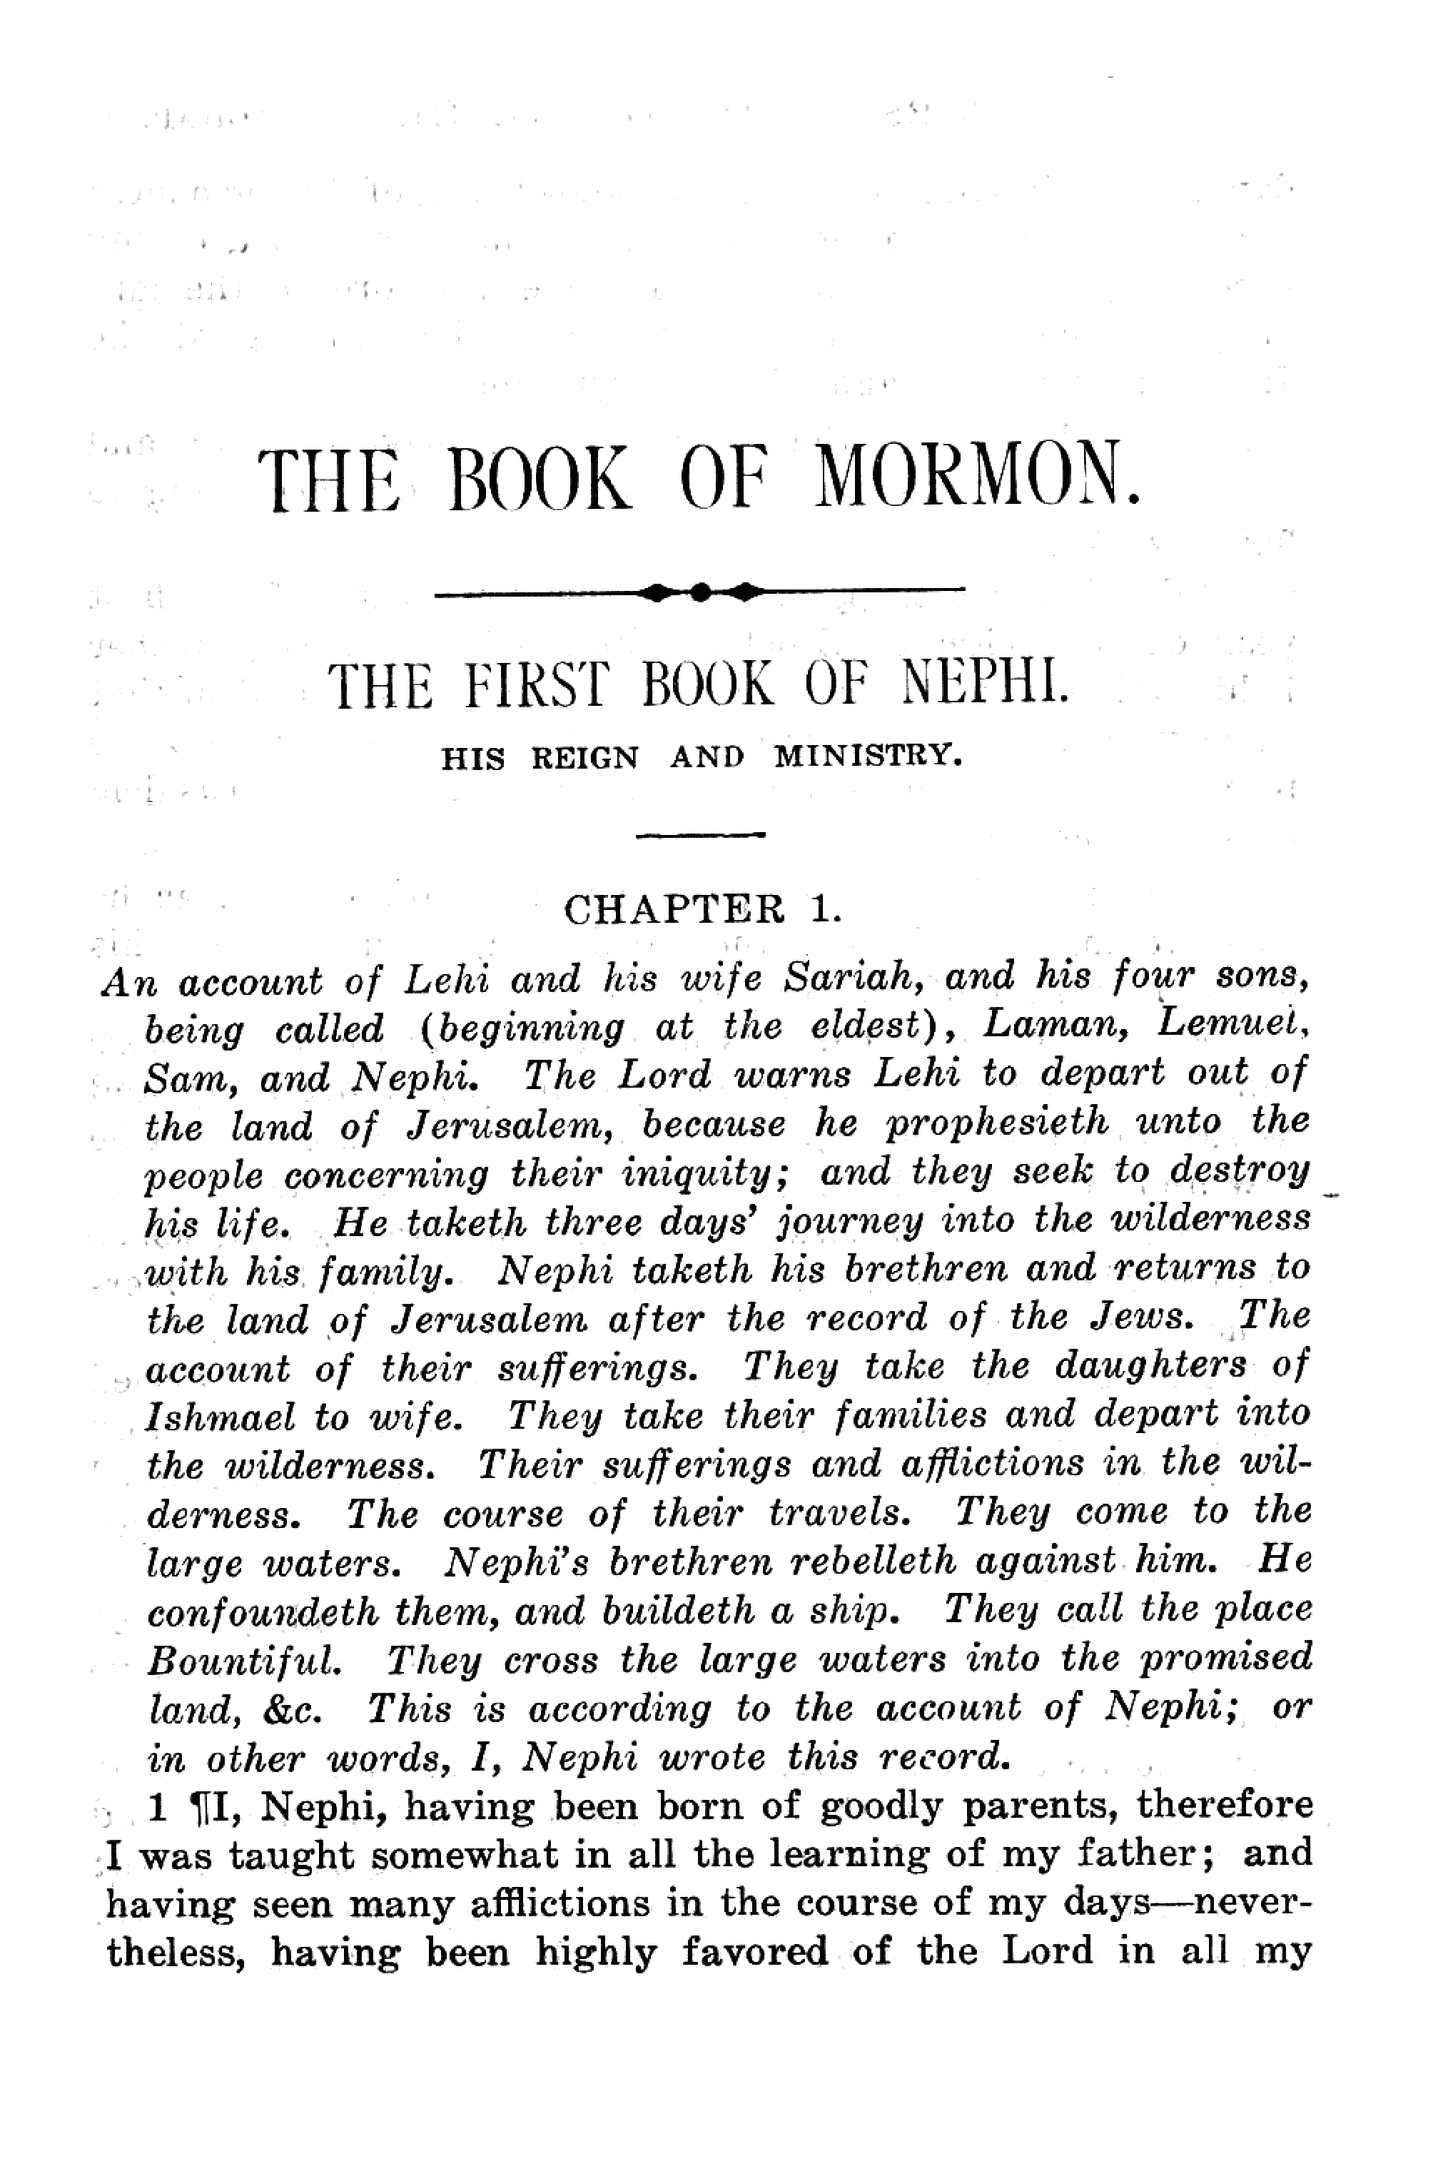 THE BOOK OF MORMON.
THE FIRST BOOK OF NEPHI.
HIS REIGN AND MINISTRY.
CHAPTER 1.
An account of Lehi and his wife Sariah, and his four sons,
being called (beginning at the eldest), Laman, Lemuel,
Sam, and Nephi. The Lord warns Lehi to depart out of
the land of Jerusalem, because he prophesieth unto the
people concerning their iniquity; and they seek to destroy
his life. He taketh three days' journey into the wilderness
with his family. Nephi taketh his brethren and returns to
the land of Jerusalem after the record of the Jews. The
account of their sufferings. They take the daughters of
Ishmael to wife. They take their families and depart into
the wilderness. Their sufferings and afflictions in the wil-
derness. The course of their travels. They come to the
large waters. Nephi's brethren rebelleth against him. He
confoundeth them, and buildeth a ship. They call the place
Bountiful. They cross the large waters into the promised
land, &c. This is according to the account of Nephi; or
in other words, I, Nephi wrote this record.
1 ¶I, Nephi, having been born of goodly parents, therefore
I was taught somewhat in all the learning of my father; and
having seen many afflictions in the course of my days—never-
theless, having been highly favored of the Lord in all my